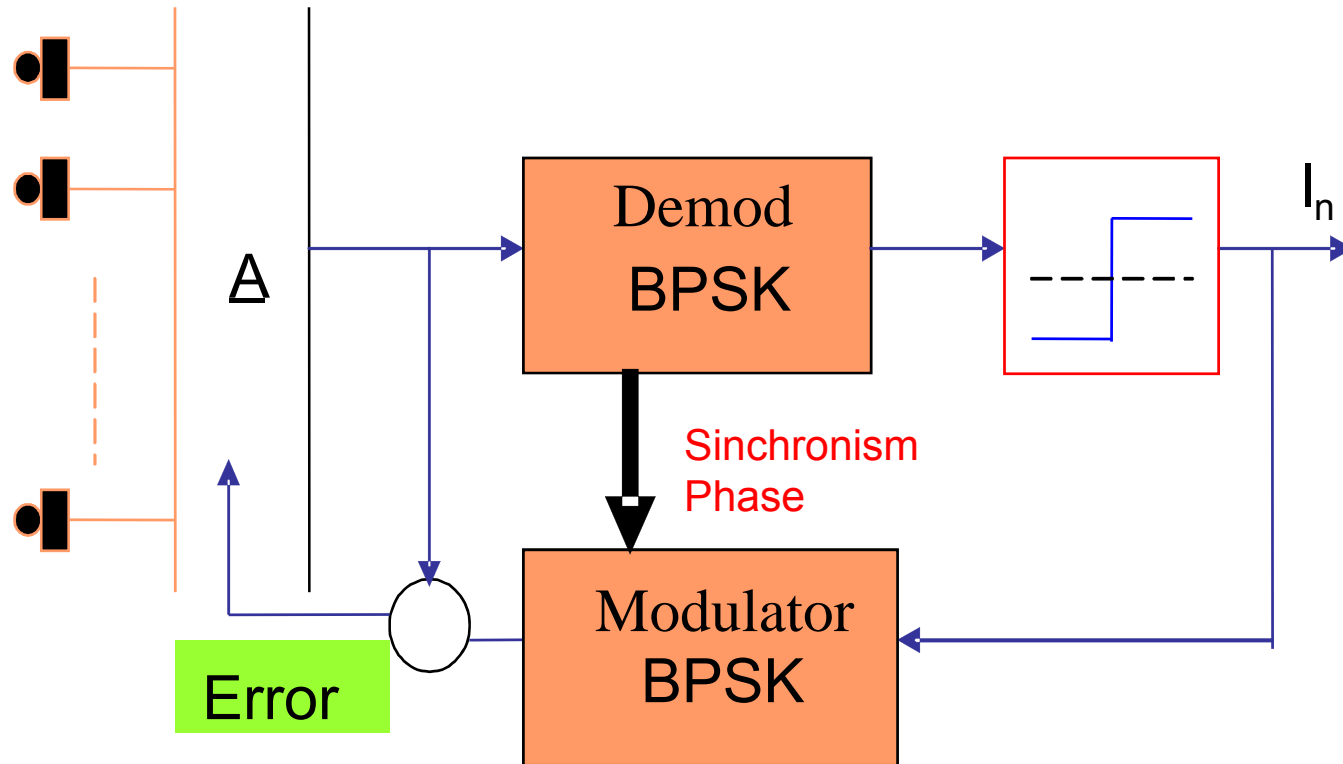 A
Demod
BPSK
In
Sinchronism
Phase
Modulator
BPSK
Error